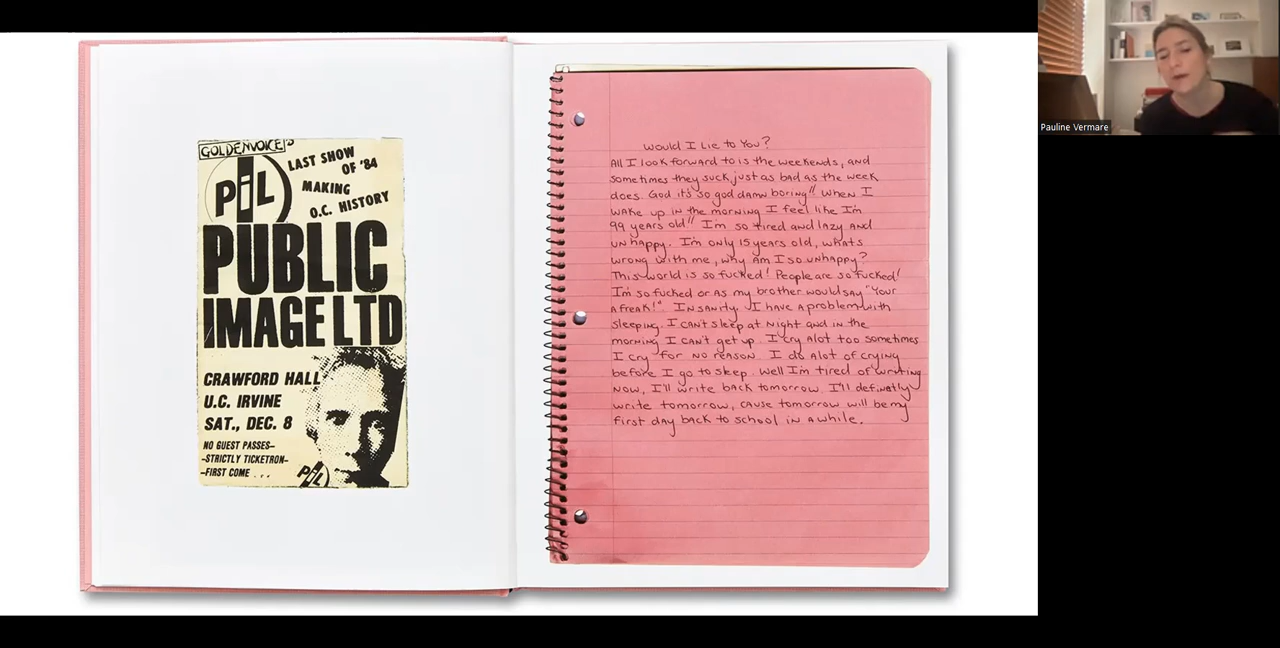 GOLDENVOICE'S
PiL
LAST SHOW
OF '84
MAKING
O.C. HISTORY
PUBLIC
IMAGE LTD
CRAWFORD HALL
U.C. IRVINE
SAT., DEC. 8
NO GUEST PASSES-
-STRICTLY TICKETRON-
-FIRST COME . . .
PiL
Would I Lie to You?
All I look forward to is the weekends, and
sometimes they suck just as bad as the week
does. God it's so god damn boring!! When I
wake up in the morning I feel like I'm
99 years old!! I'm so tired and lazy and
unhappy. I'm only 15 years old, whats
wrong with me, why am I so unhappy?
This world is so fucked! People are so fucked!
I'm so fucked or as my brother would say "Your
a freak!". Insanity. I have a problem with
sleeping. I can't sleep at night and in the
morning I can't get up. I cry alot too sometimes
I cry for no reason. I do alot of crying
before I go to sleep. Well I'm tired of writing
now, I'll write back tomorrow. I'll definatly
write tomorrow, cause tomorrow will be my
first day back to school in awhile.
Pauline Vermare